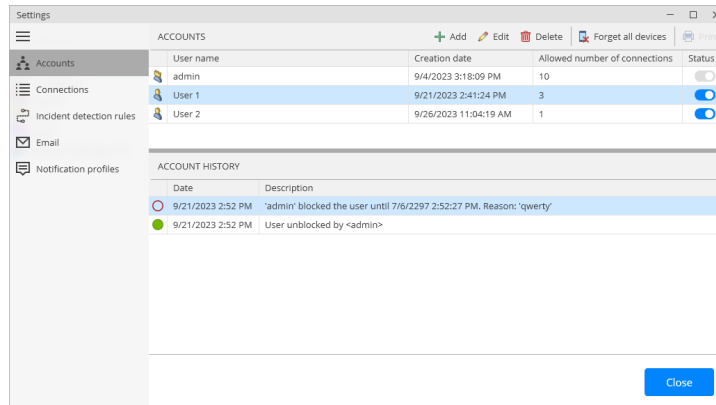 Settings
ACCOUNTS
Add Edit Delete Forget all devices
Accounts
Connections
Incident detection rules
Email
Notification profiles
User name Creation date Allowed number of connections Status
admin 9/4/2023 3:18:09 PM 10
User 1 9/21/2023 2:41:24 PM 3
User 2 9/26/2023 11:04:19 AM 1
ACCOUNT HISTORY
Date Description
9/21/2023 2:52 PM 'admin' blocked the user until 7/6/2297 2:52:27 PM. Reason: 'qwerty'
9/21/2023 2:52 PM User unblocked by <admin>
Close